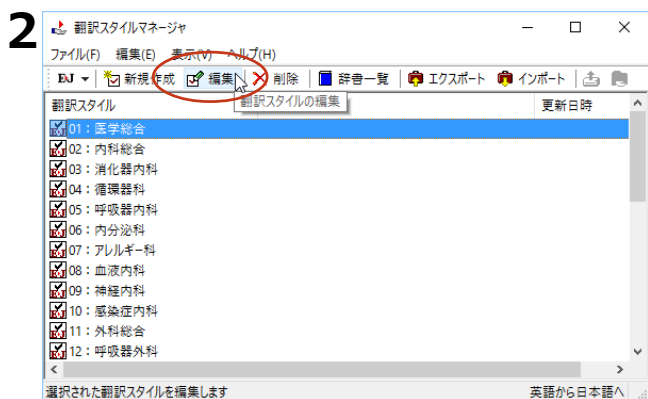 2
翻訳スタイルマネージャ
ファイル(F) 編集(E) 表示(V) ヘルプ(H)
EJ 新規作成 編集 削除 辞書一覧 エクスポート インポート
翻訳スタイルの編集
翻訳スタイル 更新日時
01：医学総合
02：内科総合
03：消化器内科
04：循環器科
05：呼吸器内科
06：内分泌科
07：アレルギー科
08：血液内科
09：神経内科
10：感染症内科
11：外科総合
12：呼吸器外科
選択された翻訳スタイルを編集します 英語から日本語へ